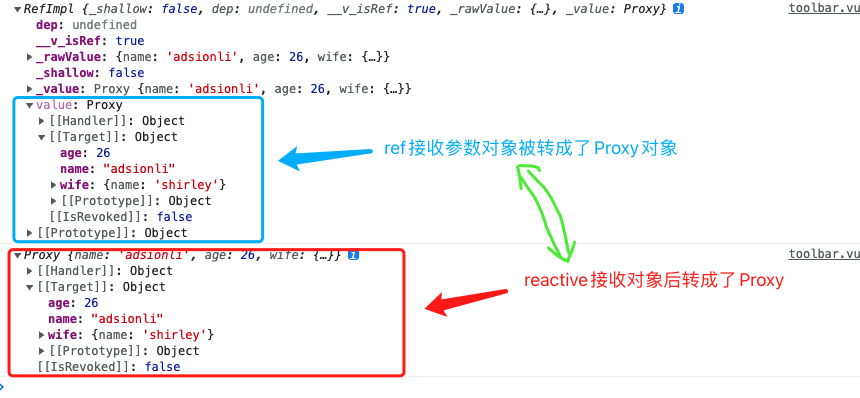 ▼RefImpl {_shallow: false, dep: undefined, __v_isRef: true, _rawValue: {…}, _value: Proxy} i toolbar.vu
dep: undefined
__v_isRef: true
▶_rawValue: {name: 'adsionli', age: 26, wife: {…}}
_shallow: false
▶_value: Proxy {name: 'adsionli', age: 26, wife: {…}}
▼value: Proxy
▶[[Handler]]: Object
▼[[Target]]: Object
age: 26
name: "adsionli"
▶wife: {name: 'shirley'}
▶[[Prototype]]: Object
[[IsRevoked]]: false
▶[[Prototype]]: Object
ref接收参数对象被转成了Proxy对象
▼Proxy {name: 'adsionli', age: 26, wife: {…}} i toolbar.vu
▶[[Handler]]: Object
▼[[Target]]: Object
age: 26
name: "adsionli"
▶wife: {name: 'shirley'}
▶[[Prototype]]: Object
[[IsRevoked]]: false
reactive接收对象后转成了Proxy